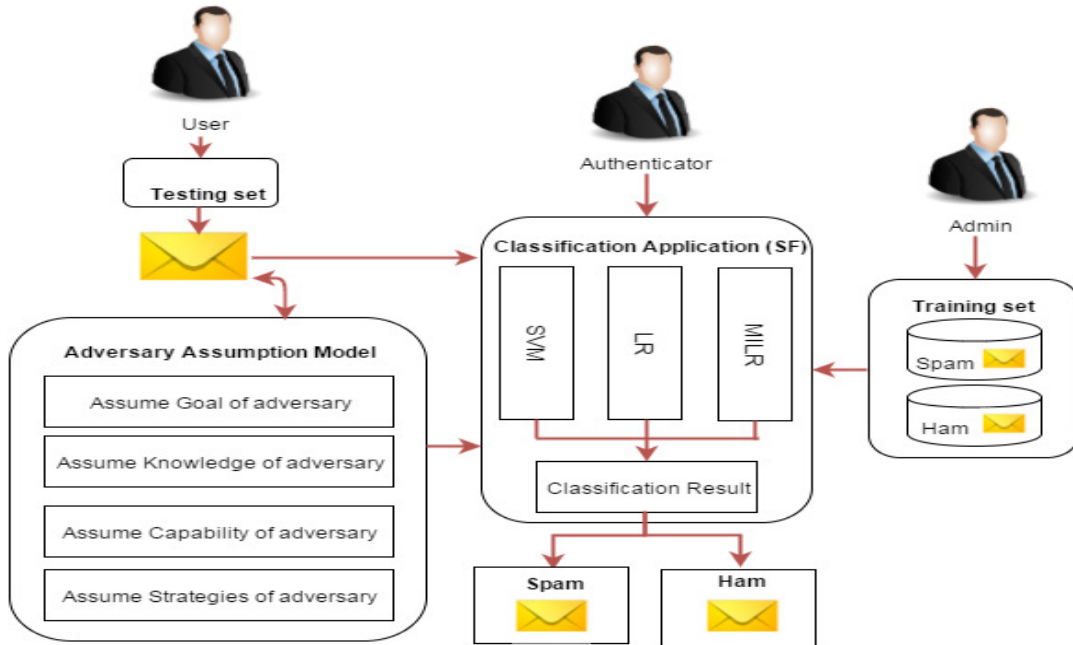 User
Testing set
Authenticator
Admin
Classification Application (SF)
SVM
LR
MILR
Classification Result
Training set
Spam
Ham
Adversary Assumption Model
Assume Goal of adversary
Assume Knowledge of adversary
Assume Capability of adversary
Assume Strategies of adversary
Spam
Ham